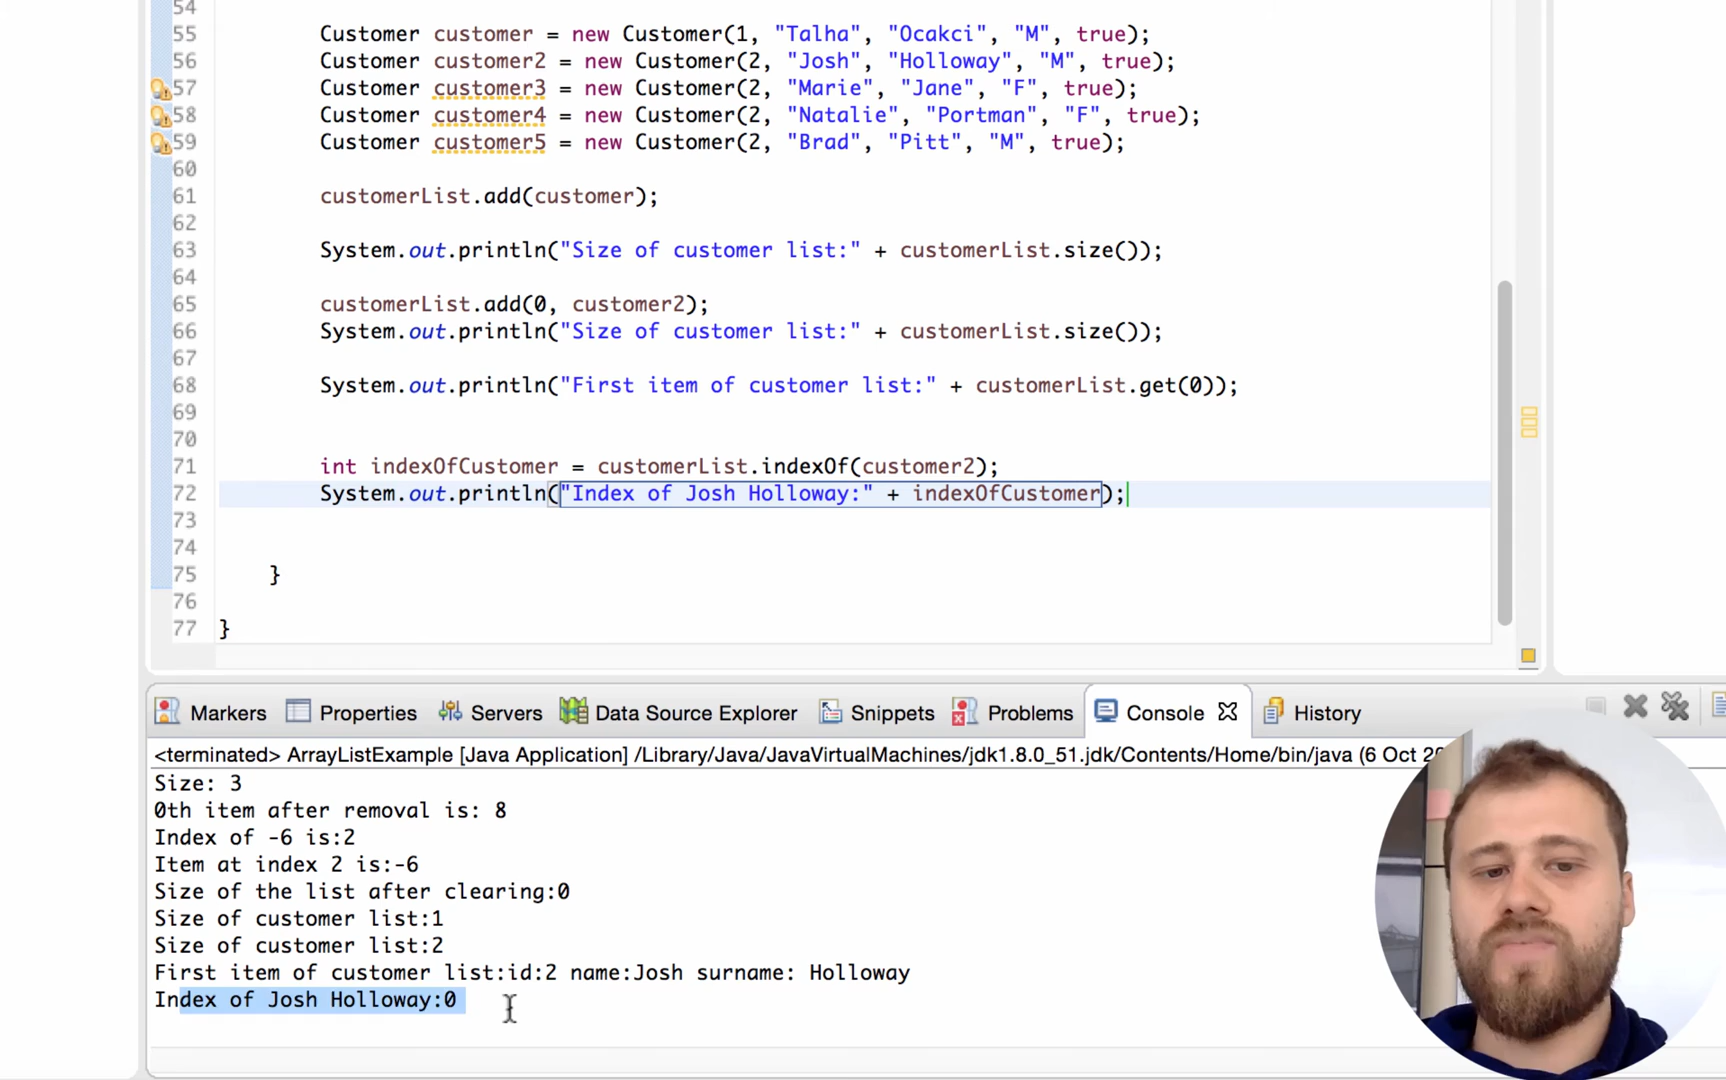 54
55 Customer customer = new Customer(1, "Talha", "Ocakci", "M", true);
56 Customer customer2 = new Customer(2, "Josh", "Holloway", "M", true);
57 Customer customer3 = new Customer(2, "Marie", "Jane", "F", true);
58 Customer customer4 = new Customer(2, "Natalie", "Portman", "F", true);
59 Customer customer5 = new Customer(2, "Brad", "Pitt", "M", true);
60
61 customerList.add(customer);
62
63 System.out.println("Size of customer list:" + customerList.size());
64
65 customerList.add(0, customer2);
66 System.out.println("Size of customer list:" + customerList.size());
67
68 System.out.println("First item of customer list:" + customerList.get(0));
69
70
71 int indexOfCustomer = customerList.indexOf(customer2);
72 System.out.println("Index of Josh Holloway:" + indexOfCustomer);
73
74
75 }
76
77 }
Markers Properties Servers Data Source Explorer Snippets Problems Console History
<terminated> ArrayListExample [Java Application] /Library/Java/JavaVirtualMachines/jdk1.8.0_51.jdk/Contents/Home/bin/java (6 Oct
Size: 3
0th item after removal is: 8
Index of -6 is:2
Item at index 2 is:-6
Size of the list after clearing:0
Size of customer list:1
Size of customer list:2
First item of customer list:id:2 name:Josh surname: Holloway
Index of Josh Holloway:0